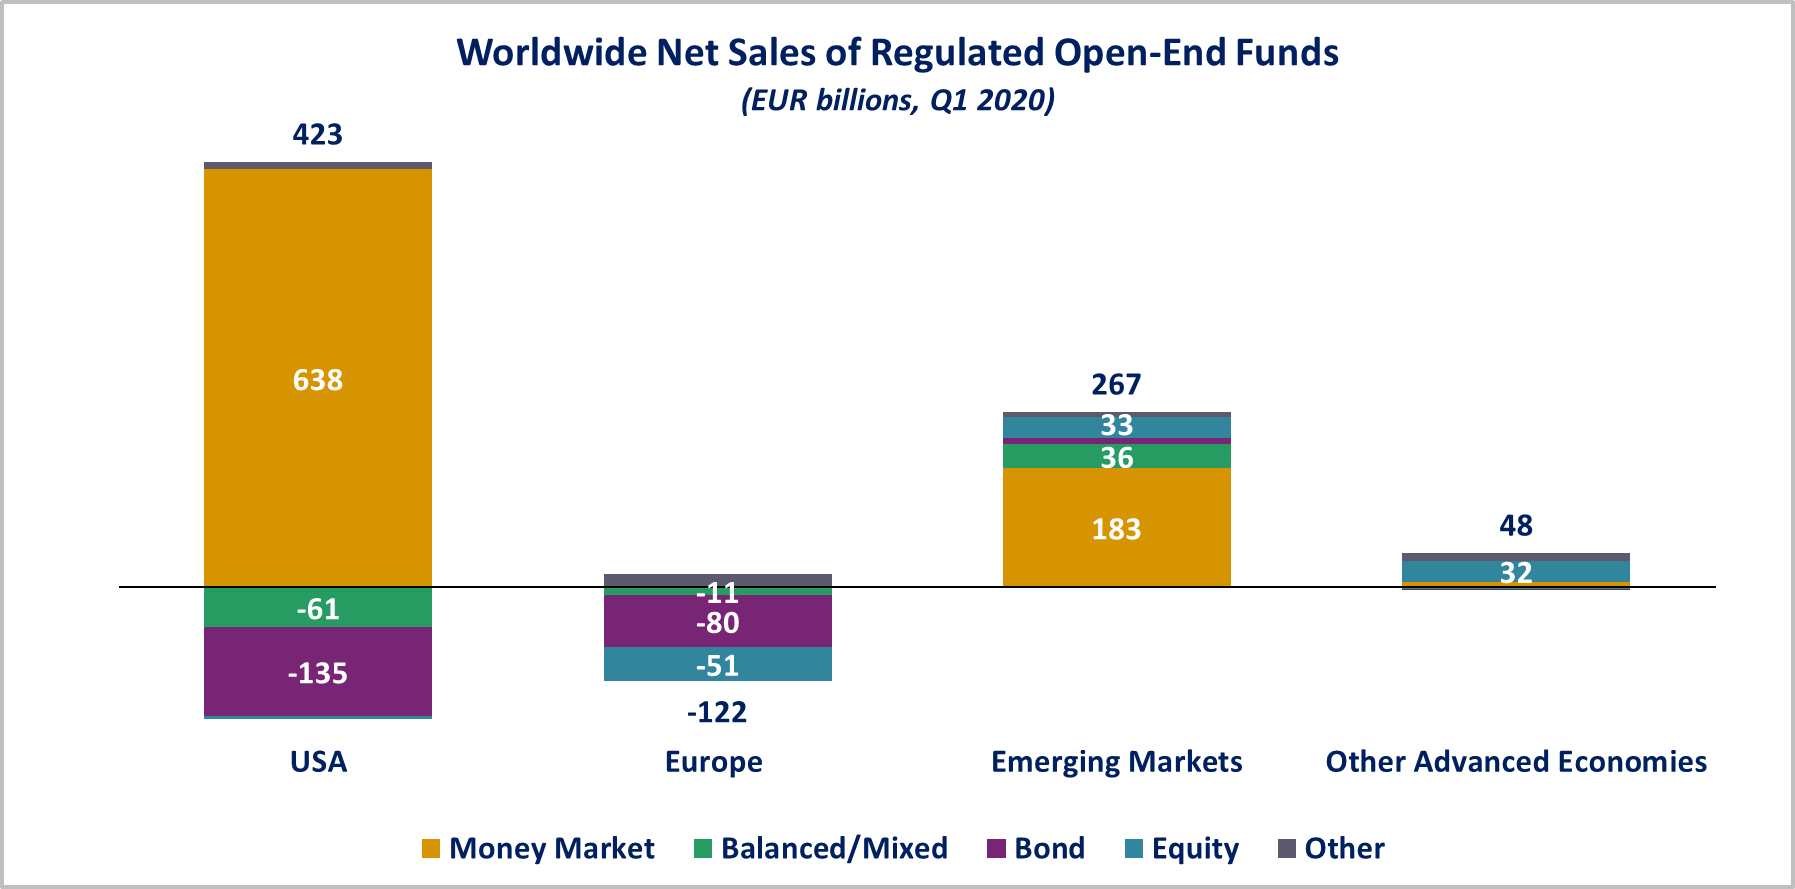 Worldwide Net Sales of Regulated Open-End Funds
(EUR billions, Q1 2020)
423
638
-61
-135
-11
-80
-51
-122
267
33
36
183
48
32
USA
Europe
Emerging Markets
Other Advanced Economies
Money Market
Balanced/Mixed
Bond
Equity
Other